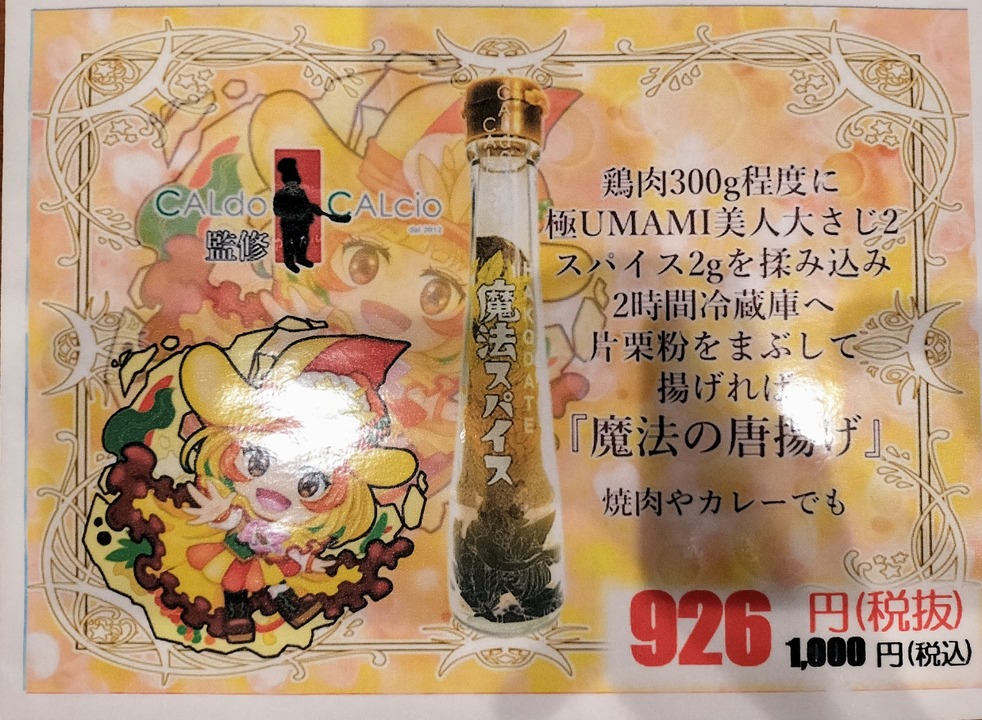 CALdo CALcio
dal 2012
監修
魔法スパイス
鶏肉300g程度に
極UMAMI美人大さじ2
スパイス2gを揉み込み
2時間冷蔵庫へ
片栗粉をまぶして
揚げれば
『魔法の唐揚げ』
焼肉やカレーでも
926 円(税抜)
1,000 円(税込)